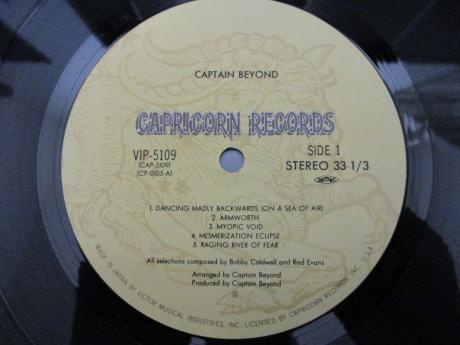 CAPTAIN BEYOND
CAPRICORN RECORDS
VIP-5109
(CAP-5109)
(CP-0105-A)
SIDE 1
STEREO 33 1/3
1. DANCING MADLY BACKWARDS (ON A SEA OF AIR)
2. ARMWORTH
3. MYOPIC VOID
4. MESMERIZATION ECLIPSE
5. RAGING RIVER OF FEAR
All selections composed by Bobby Caldwell and Rod Evans
Arranged by Captain Beyond
Produced by Captain Beyond
Ⓟ
MADE IN JAPAN BY VICTOR MUSICAL INDUSTRIES, INC. LICENSED BY CAPRICORN RECORDS INC., U.S.A.